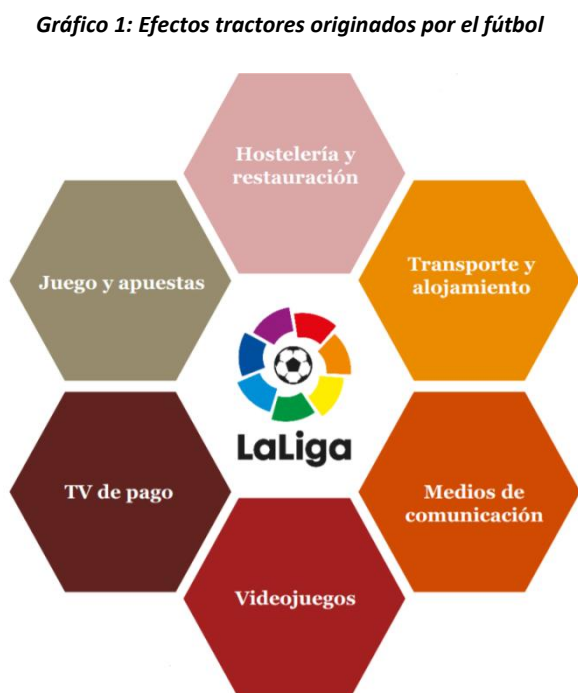 Gráfico 1: Efectos tractores originados por el fútbol
Hostelería y
restauración
Transporte y
alojamiento
Medios de
comunicación
Videojuegos
TV de pago
Juego y apuestas
LaLiga